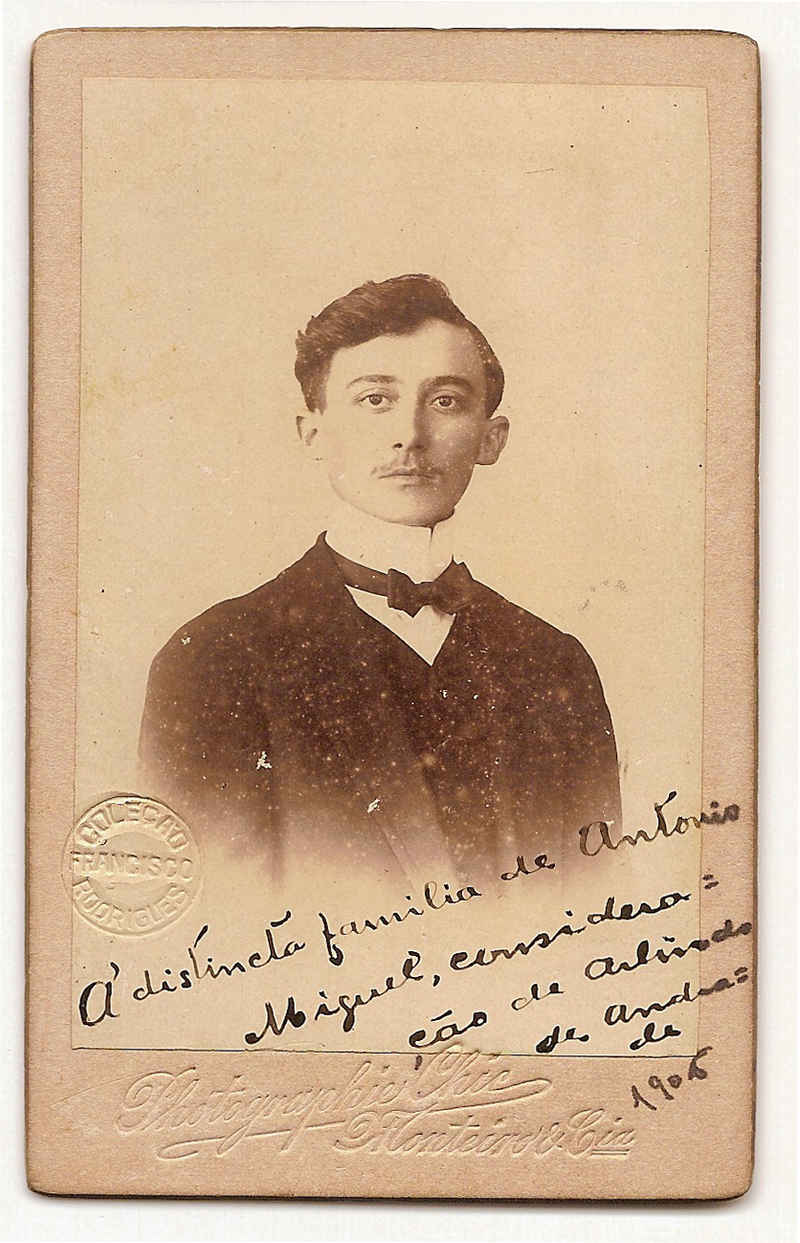 COLEÇÃO
FRANCISCO
RODRIGUES
Á distincta familia de Antonio
Miguel, considera=
ção de Arlindo
de Andra=
de
1906
Photographie Chic
Monteiro & Cia